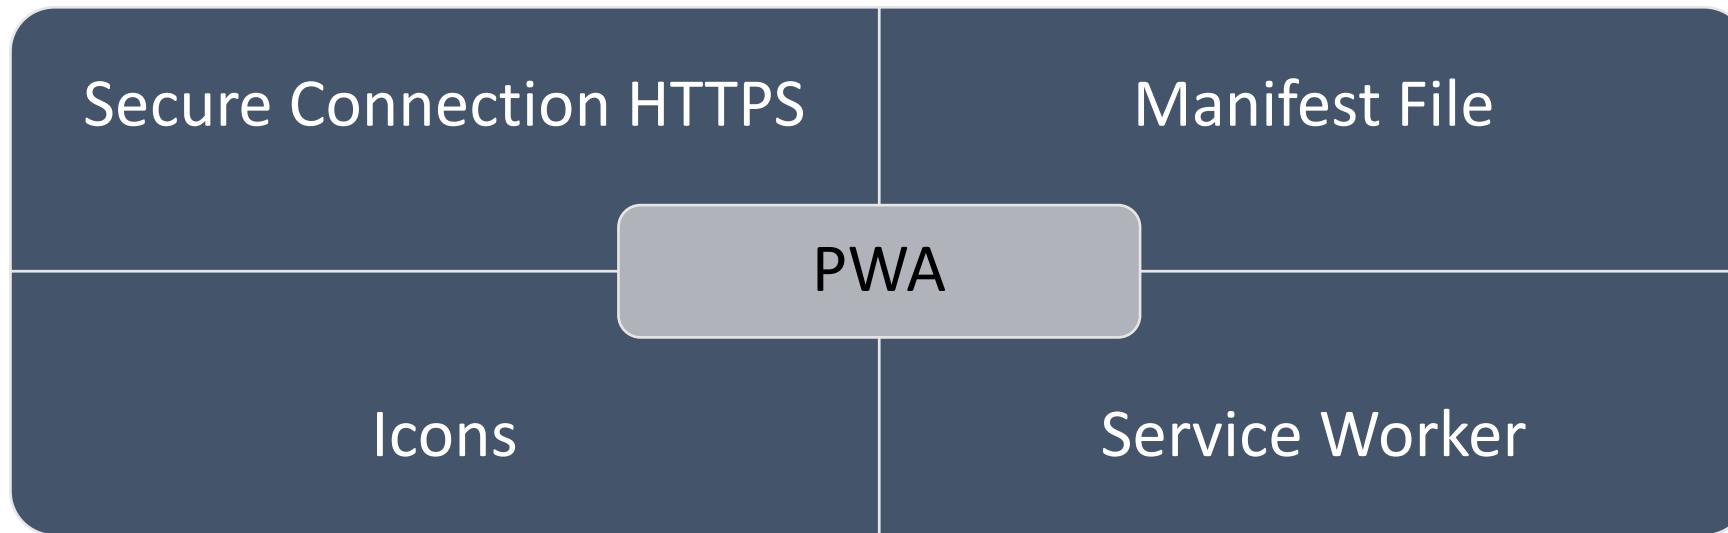 Secure Connection HTTPS
Manifest File
PWA
Icons
Service Worker